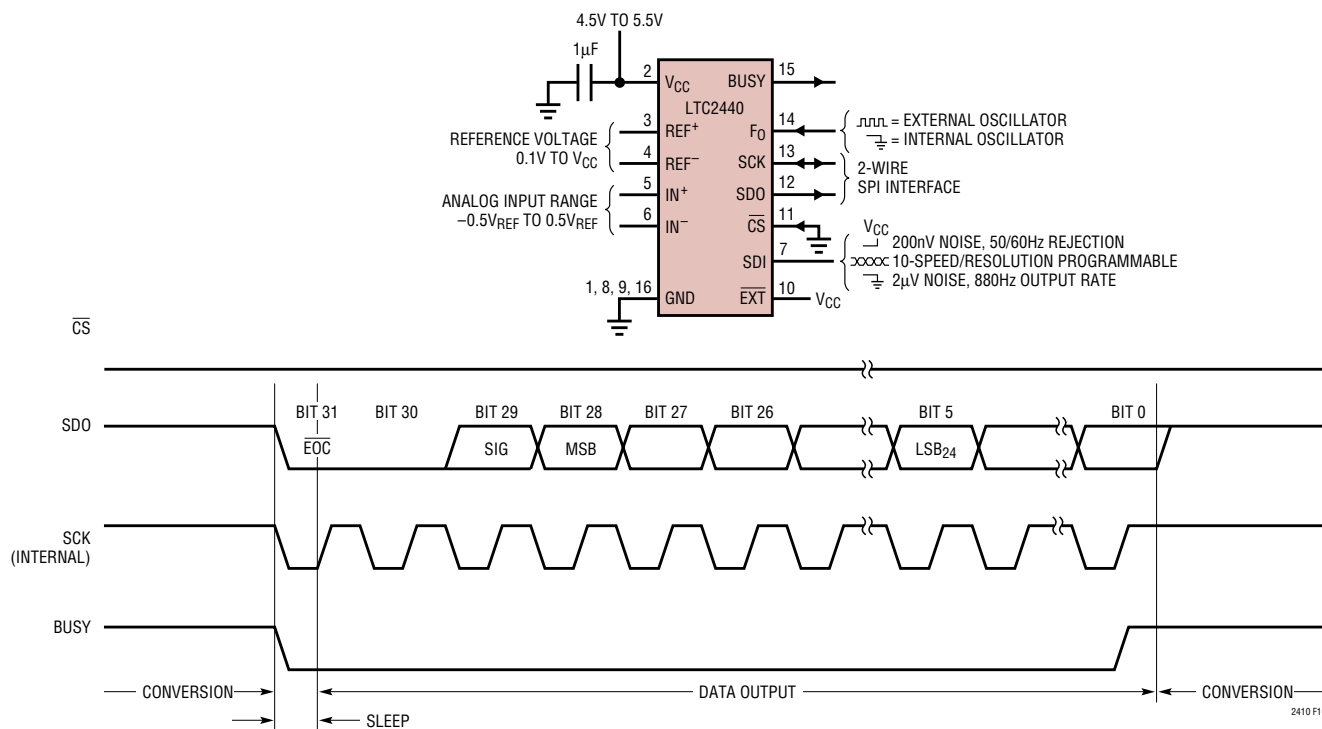 4.5V TO 5.5V
1µF
2
VCC
BUSY
15
LTC2440
REFERENCE VOLTAGE
0.1V TO VCC
3
REF+
4
REF−
ANALOG INPUT RANGE
−0.5VREF TO 0.5VREF
5
IN+
6
IN−
1, 8, 9, 16
GND
FO
14
= EXTERNAL OSCILLATOR
= INTERNAL OSCILLATOR
SCK
13
SDO
12
2-WIRE
SPI INTERFACE
CS
11
SDI
7
VCC
200nV NOISE, 50/60Hz REJECTION
10-SPEED/RESOLUTION PROGRAMMABLE
2µV NOISE, 880Hz OUTPUT RATE
EXT
10
VCC
CS
SDO
BIT 31
BIT 30
BIT 29
BIT 28
BIT 27
BIT 26
BIT 5
BIT 0
EOC
SIG
MSB
LSB24
SCK
(INTERNAL)
BUSY
CONVERSION
DATA OUTPUT
CONVERSION
SLEEP
2410 F1